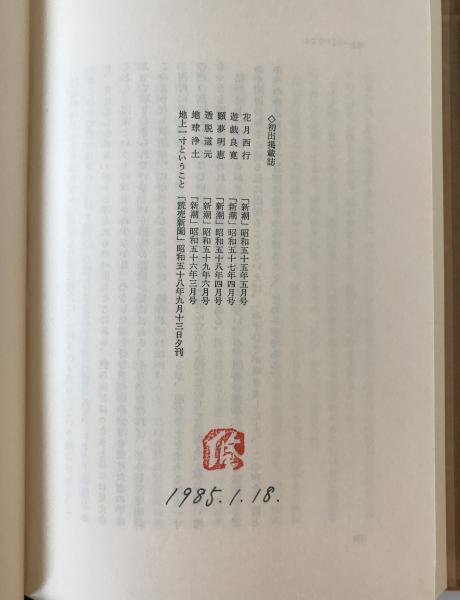 ◇初出掲載誌
花月西行 「新潮」昭和五十五年五月号
遊戯良寛 「新潮」昭和五十七年四月号
顕夢明恵 「新潮」昭和五十八年四月号
透脱道元 「新潮」昭和五十九年六月号
地球浄土 「新潮」昭和五十六年三月号
地上一寸ということ 「読売新聞」昭和五十八年九月十三日夕刊
1985.1.18.